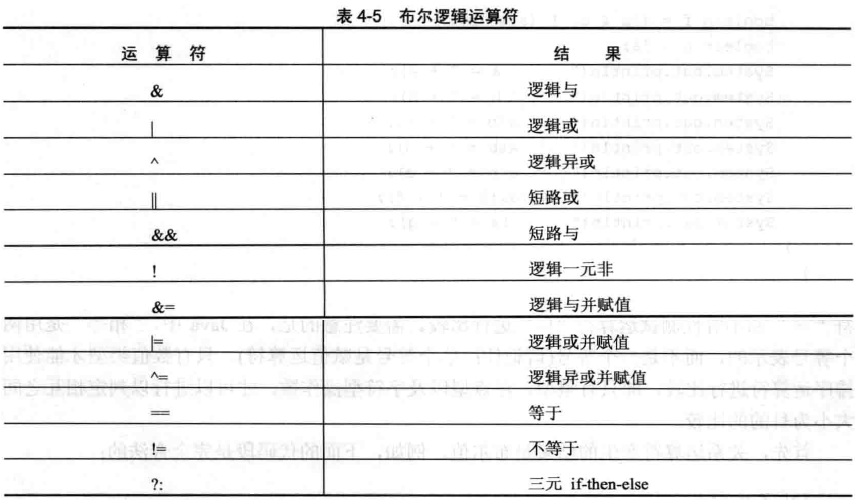 表 4-5 布尔逻辑运算符
运 算 符 结 果
& 逻辑与
| 逻辑或
^ 逻辑异或
|| 短路或
&& 短路与
! 逻辑一元非
&= 逻辑与并赋值
|= 逻辑或并赋值
^= 逻辑异或并赋值
== 等于
!= 不等于
?: 三元 if-then-else